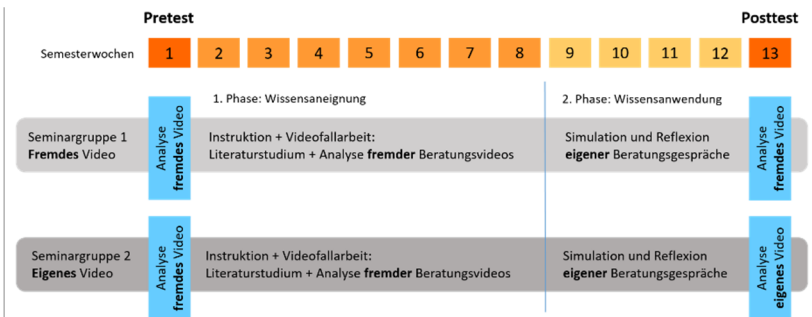 Pretest
Posttest
Semesterwochen
1
2
3
4
5
6
7
8
9
10
11
12
13
1. Phase: Wissensaneignung
2. Phase: Wissensanwendung
Seminargruppe 1
Fremdes Video
Analyse
fremdes Video
Instruktion + Videofallarbeit:
Literaturstudium + Analyse fremder Beratungsvideos
Simulation und Reflexion
eigener Beratungsgespräche
Analyse
fremdes Video
Seminargruppe 2
Eigenes Video
Analyse
fremdes Video
Instruktion + Videofallarbeit:
Literaturstudium + Analyse fremder Beratungsvideos
Simulation und Reflexion
eigener Beratungsgespräche
Analyse
eigenes Video